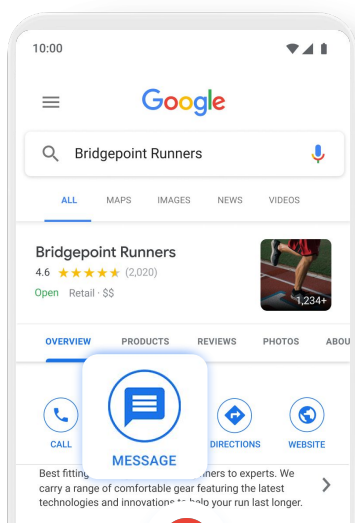 10:00
Google
Bridgepoint Runners
ALL MAPS IMAGES NEWS VIDEOS
Bridgepoint Runners
4.6 (2,020)
Open Retail · $$
1,234+
OVERVIEW PRODUCTS REVIEWS PHOTOS ABOU
CALL MESSAGE DIRECTIONS WEBSITE
Best fitting to experts. We
carry a range of comfortable gear featuring the latest
technologies and innovations help your run last longer.